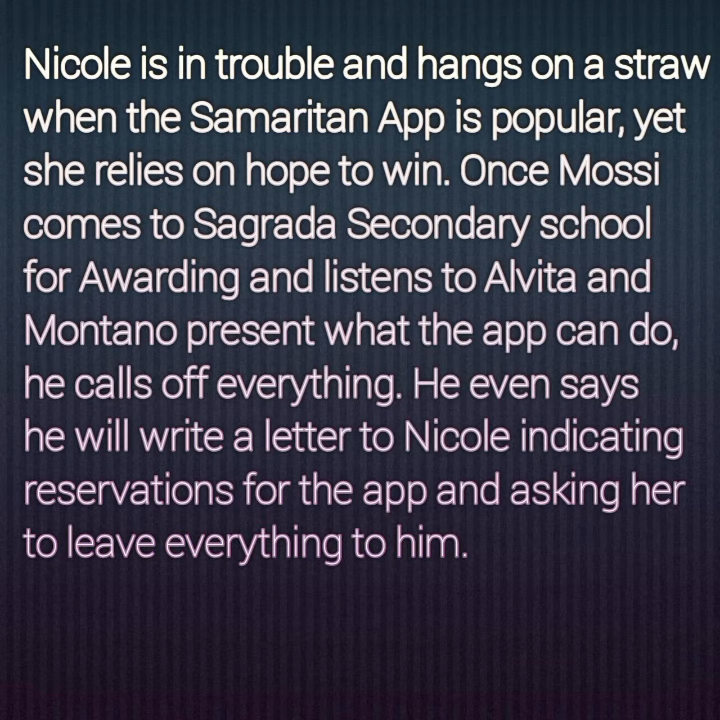 Nicole is in trouble and hangs on a straw
when the Samaritan App is popular, yet
she relies on hope to win. Once Mossi
comes to Sagrada Secondary school
for Awarding and listens to Alvita and
Montano present what the app can do,
he calls off everything. He even says
he will write a letter to Nicole indicating
reservations for the app and asking her
to leave everything to him.